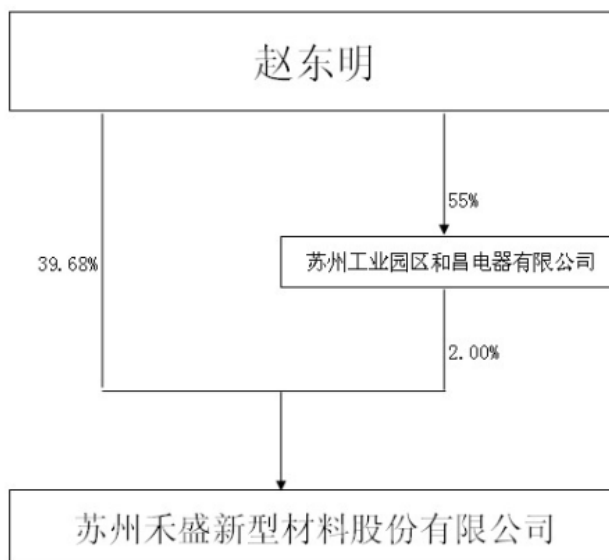 赵东明
55%
苏州工业园区和昌电器有限公司
39.68%
2.00%
苏州禾盛新型材料股份有限公司